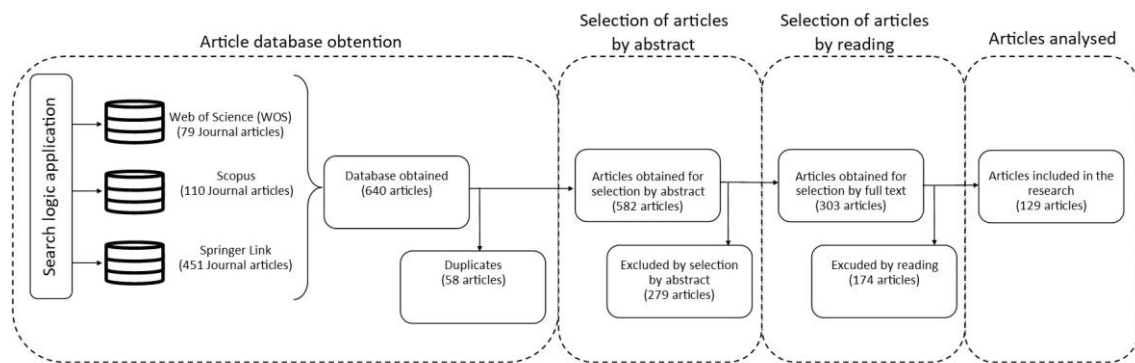 Article database obtention
Selection of articles
by abstract
Selection of articles
by reading
Articles analysed
Search logic application
Web of Science (WOS)
(79 Journal articles)
Scopus
(110 Journal articles)
Springer Link
(451 Journal articles)
Database obtained
(640 articles)
Duplicates
(58 articles)
Articles obtained for
selection by abstract
(582 articles)
Excluded by selection
by abstract
(279 articles)
Articles obtained for
selection by full text
(303 articles)
Excuded by reading
(174 articles)
Articles included in the
research
(129 articles)